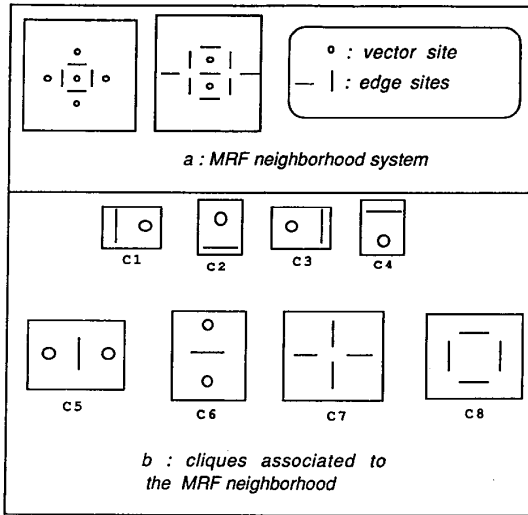 o : vector site
— | : edge sites
a : MRF neighborhood system
C1 C2 C3 C4
C5 C6 C7 C8
b : cliques associated to
the MRF neighborhood